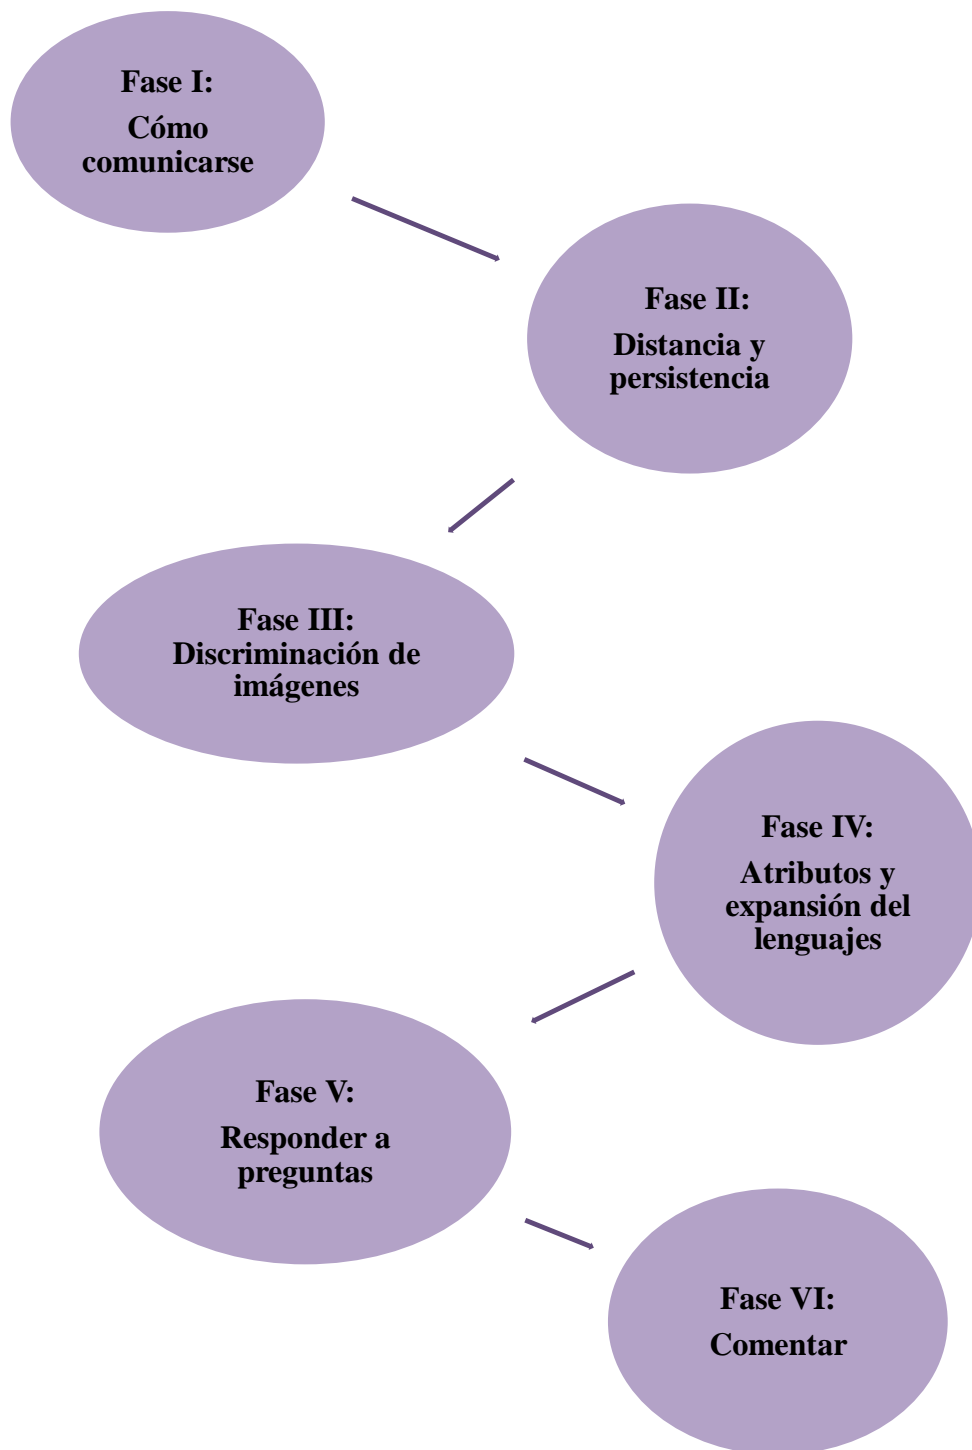 Fase I:
Cómo
comunicarse
Fase II:
Distancia y
persistencia
Fase III:
Discriminación de
imágenes
Fase IV:
Atributos y
expansión del
lenguajes
Fase V:
Responder a
preguntas
Fase VI:
Comentar